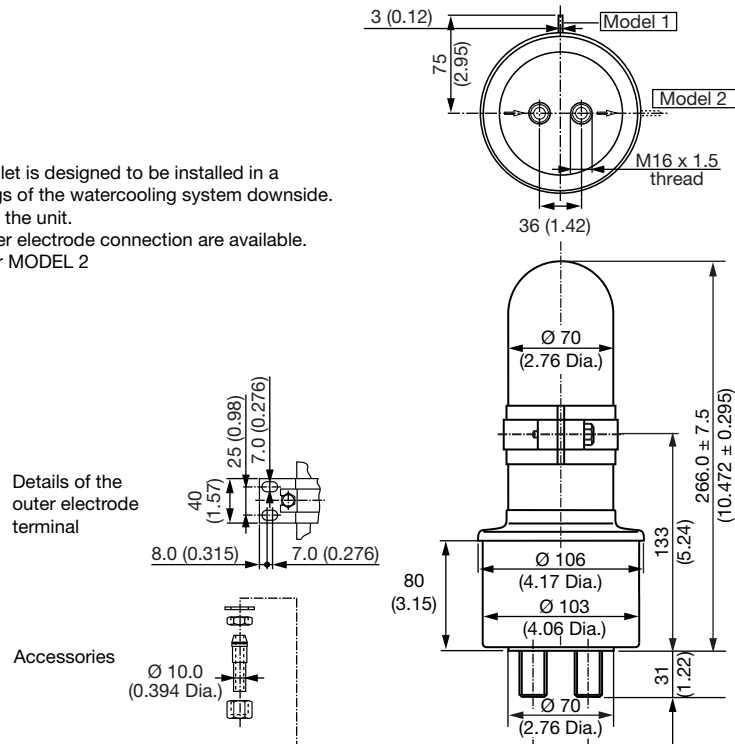 3 (0.12)
Model 1
75
(2.95)
Model 2
M16 x 1.5
thread
36 (1.42)
let is designed to be installed in a
gs of the watercooling system downside.
the unit.
er electrode connection are available.
r MODEL 2
Ø 70
(2.76 Dia.)
266.0 ± 7.5
(10.472 ± 0.295)
133
(5.24)
25 (0.98)
7.0 (0.276)
Details of the
outer electrode
terminal
40
(1.57)
8.0 (0.315)
7.0 (0.276)
Ø 106
(4.17 Dia.)
80
(3.15)
Ø 103
(4.06 Dia.)
Accessories
Ø 10.0
(0.394 Dia.)
31
(1.22)
Ø 70
(2.76 Dia.)